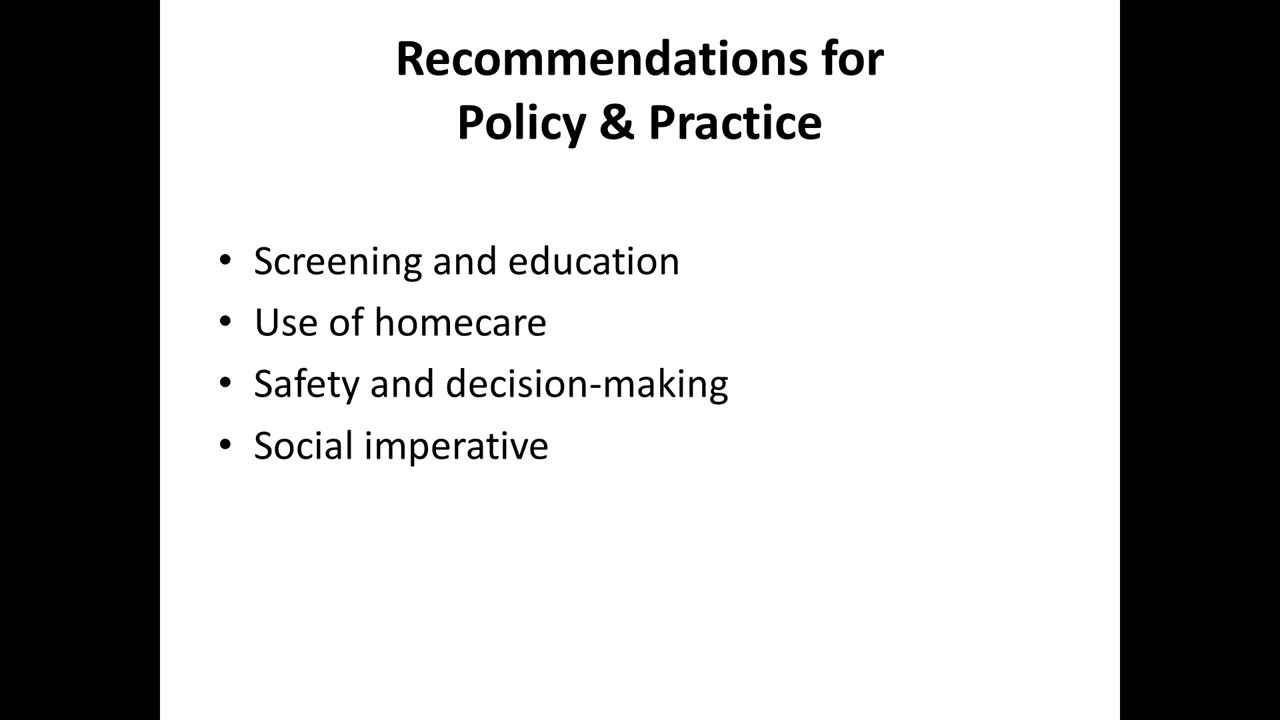 Recommendations for
Policy & Practice
• Screening and education
• Use of homecare
• Safety and decision-making
• Social imperative